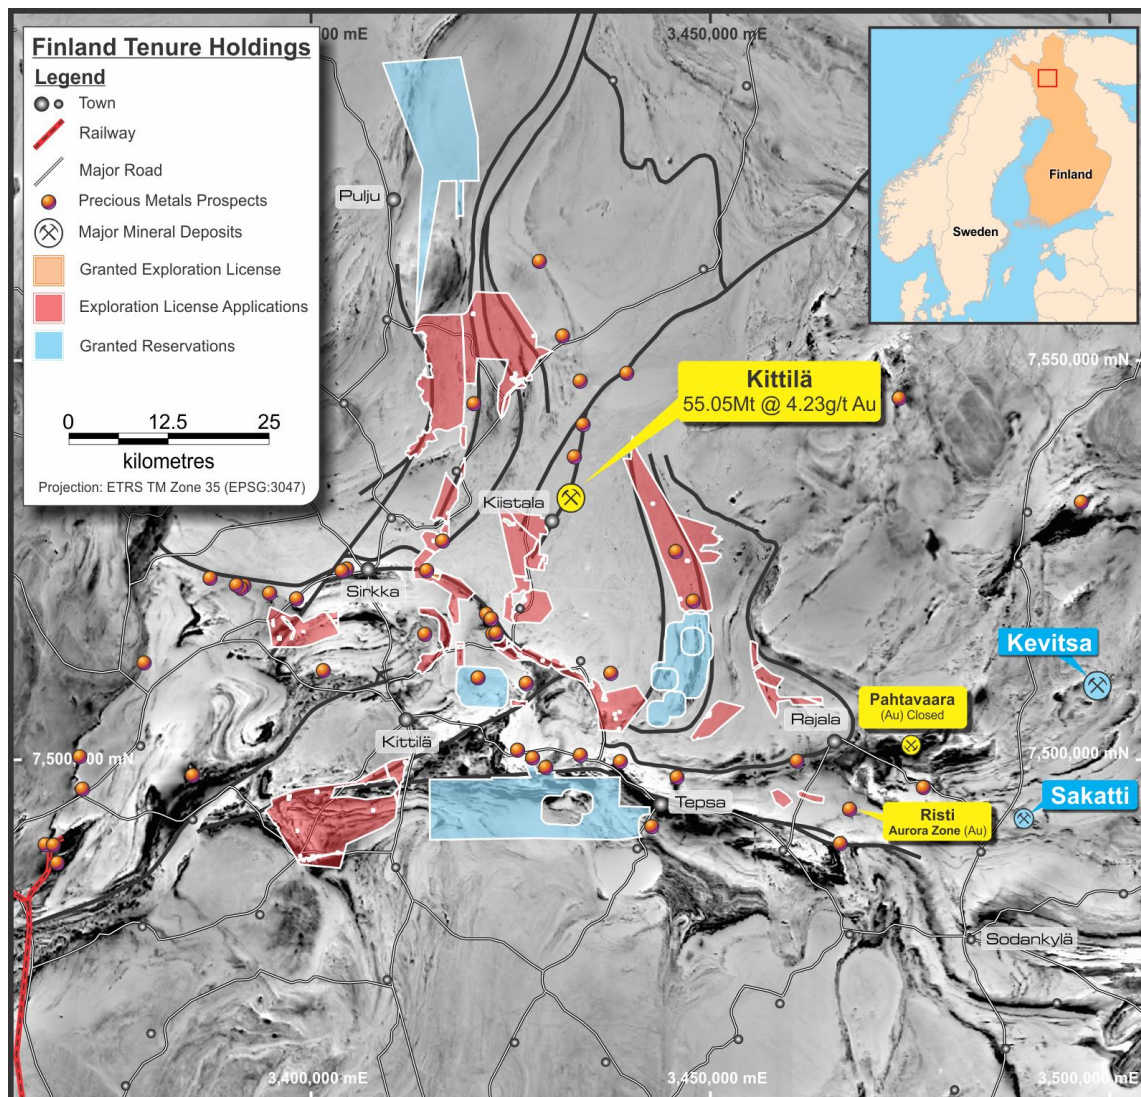 Finland Tenure Holdings
Legend
Town
Railway
Major Road
Precious Metals Prospects
Major Mineral Deposits
Granted Exploration License
Exploration License Applications
Granted Reservations
0 12.5 25
kilometres
Projection: ETRS TM Zone 35 (EPSG:3047)
00 mE
3,450,000 mE
Finland
Sweden
Pulju
7,550,000 mN
Kittilä
55.05Mt @ 4.23g/t Au
Kiistala
Sirkka
Kevitsa
Pahtavaara
(Au) Closed
Rajala
Kittilä
7,500,000 mN
7,500,000 mN
Sakatti
Tepsa
Risti
Aurora Zone (Au)
Sodankylä
3,400,000 mE
3,450,000 mE
3,500,000 mE